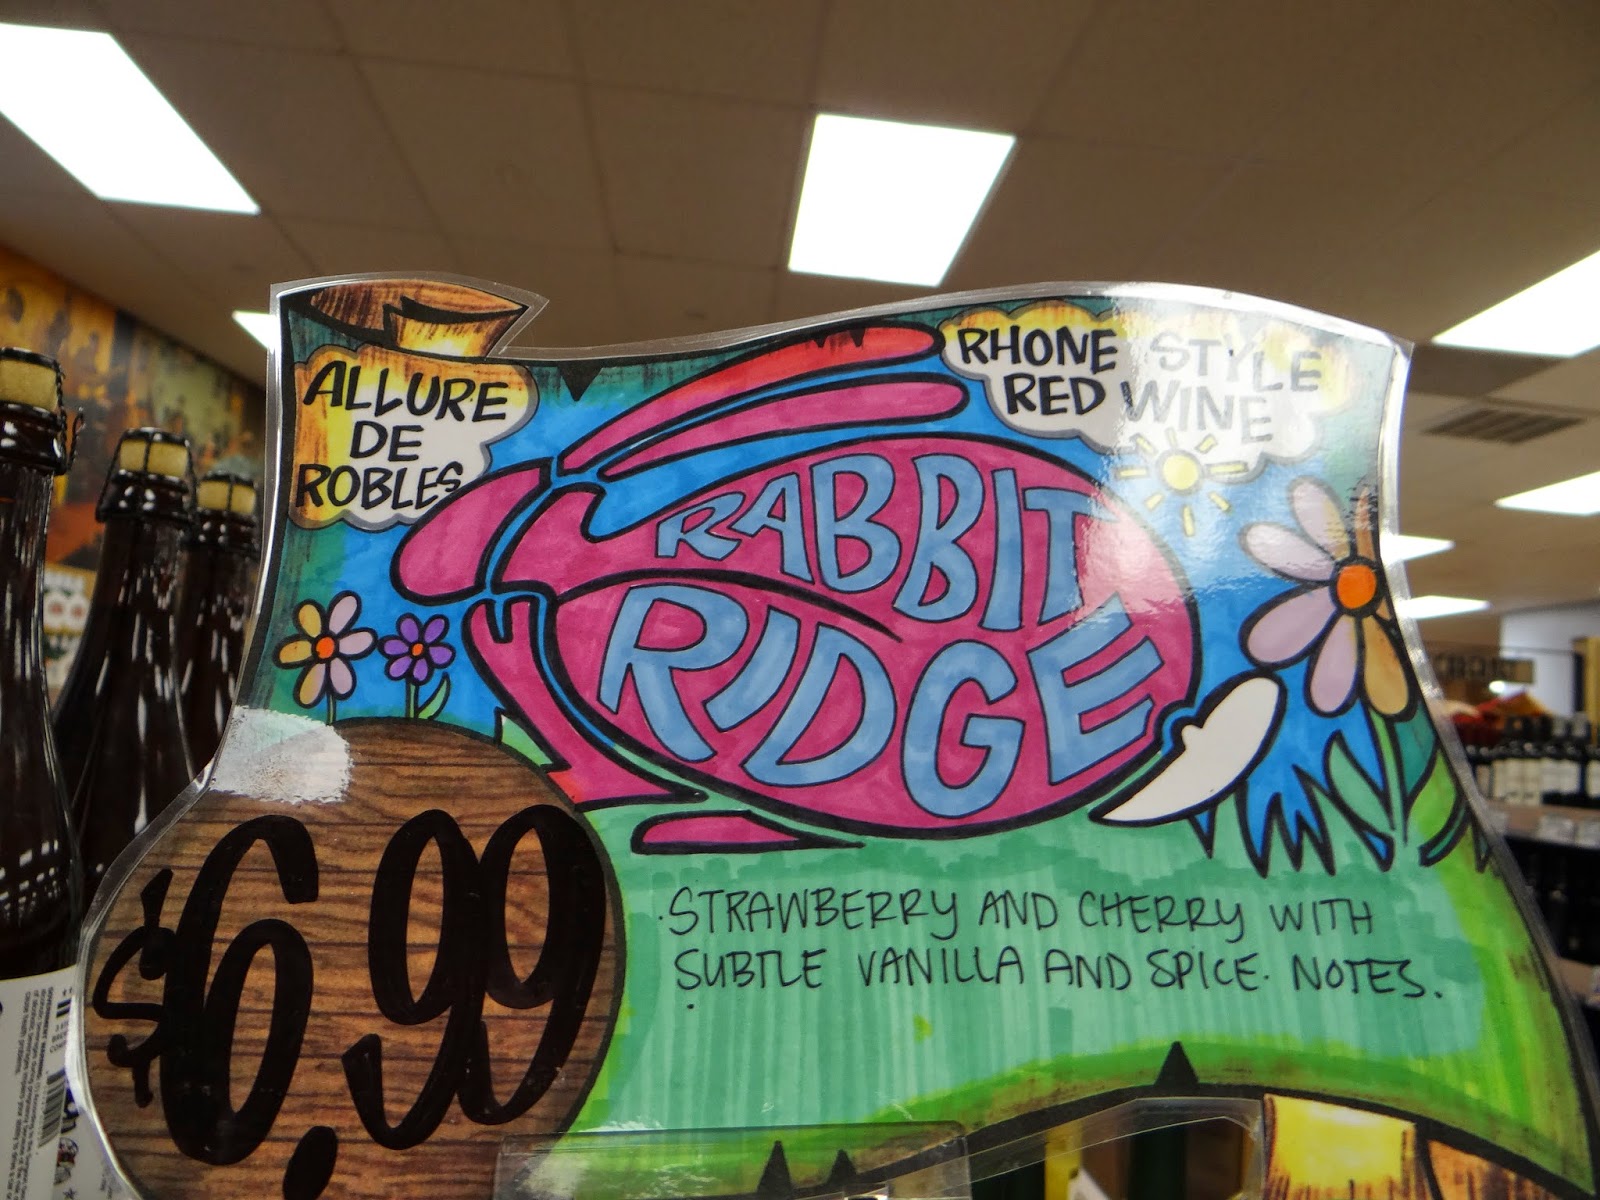 ALLURE
DE
ROBLES
RHONE STYLE
RED WINE
RABBIT
RIDGE
$6.99
STRAWBERRY AND CHERRY WITH
SUBTLE VANILLA AND SPICE. NOTES.